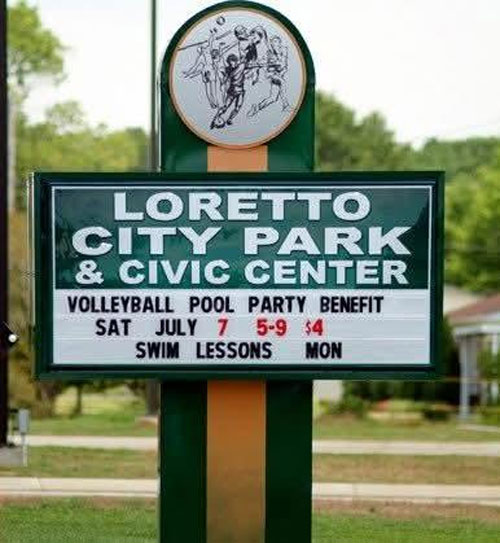 LORETTO
CITY PARK
& CIVIC CENTER
VOLLEYBALL POOL PARTY BENEFIT
SAT JULY 7 5-9 $4
SWIM LESSONS MON